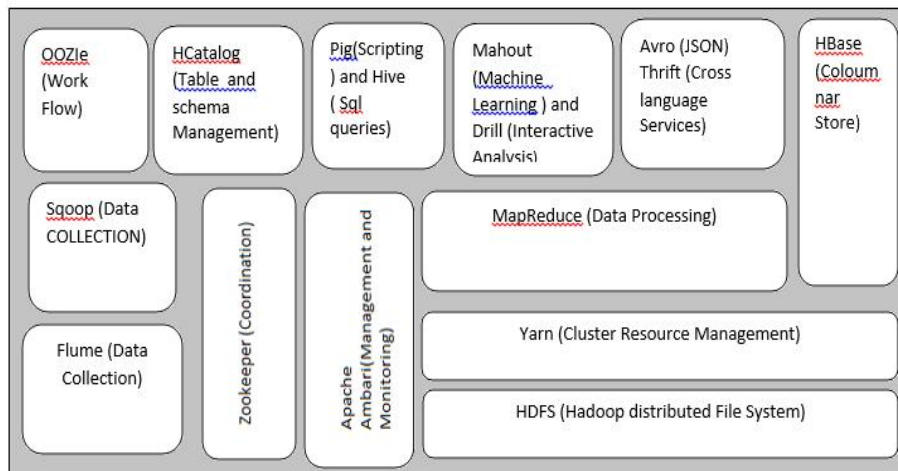 OOZIe
(Work
Flow)
HCatalog
(Table and
schema
Management)
Pig(Scripting
) and Hive
( Sql
queries)
Mahout
(Machine
Learning ) and
Drill (Interactive
Analysis)
Avro (JSON)
Thrift (Cross
language
Services)
HBase
(Coloum
nar
Store)
Sqoop (Data
COLLECTION)
Zookeeper (Coordination)
Apache
Ambari(Management and
Monitoring)
MapReduce (Data Processing)
Flume (Data
Collection)
Yarn (Cluster Resource Management)
HDFS (Hadoop distributed File System)